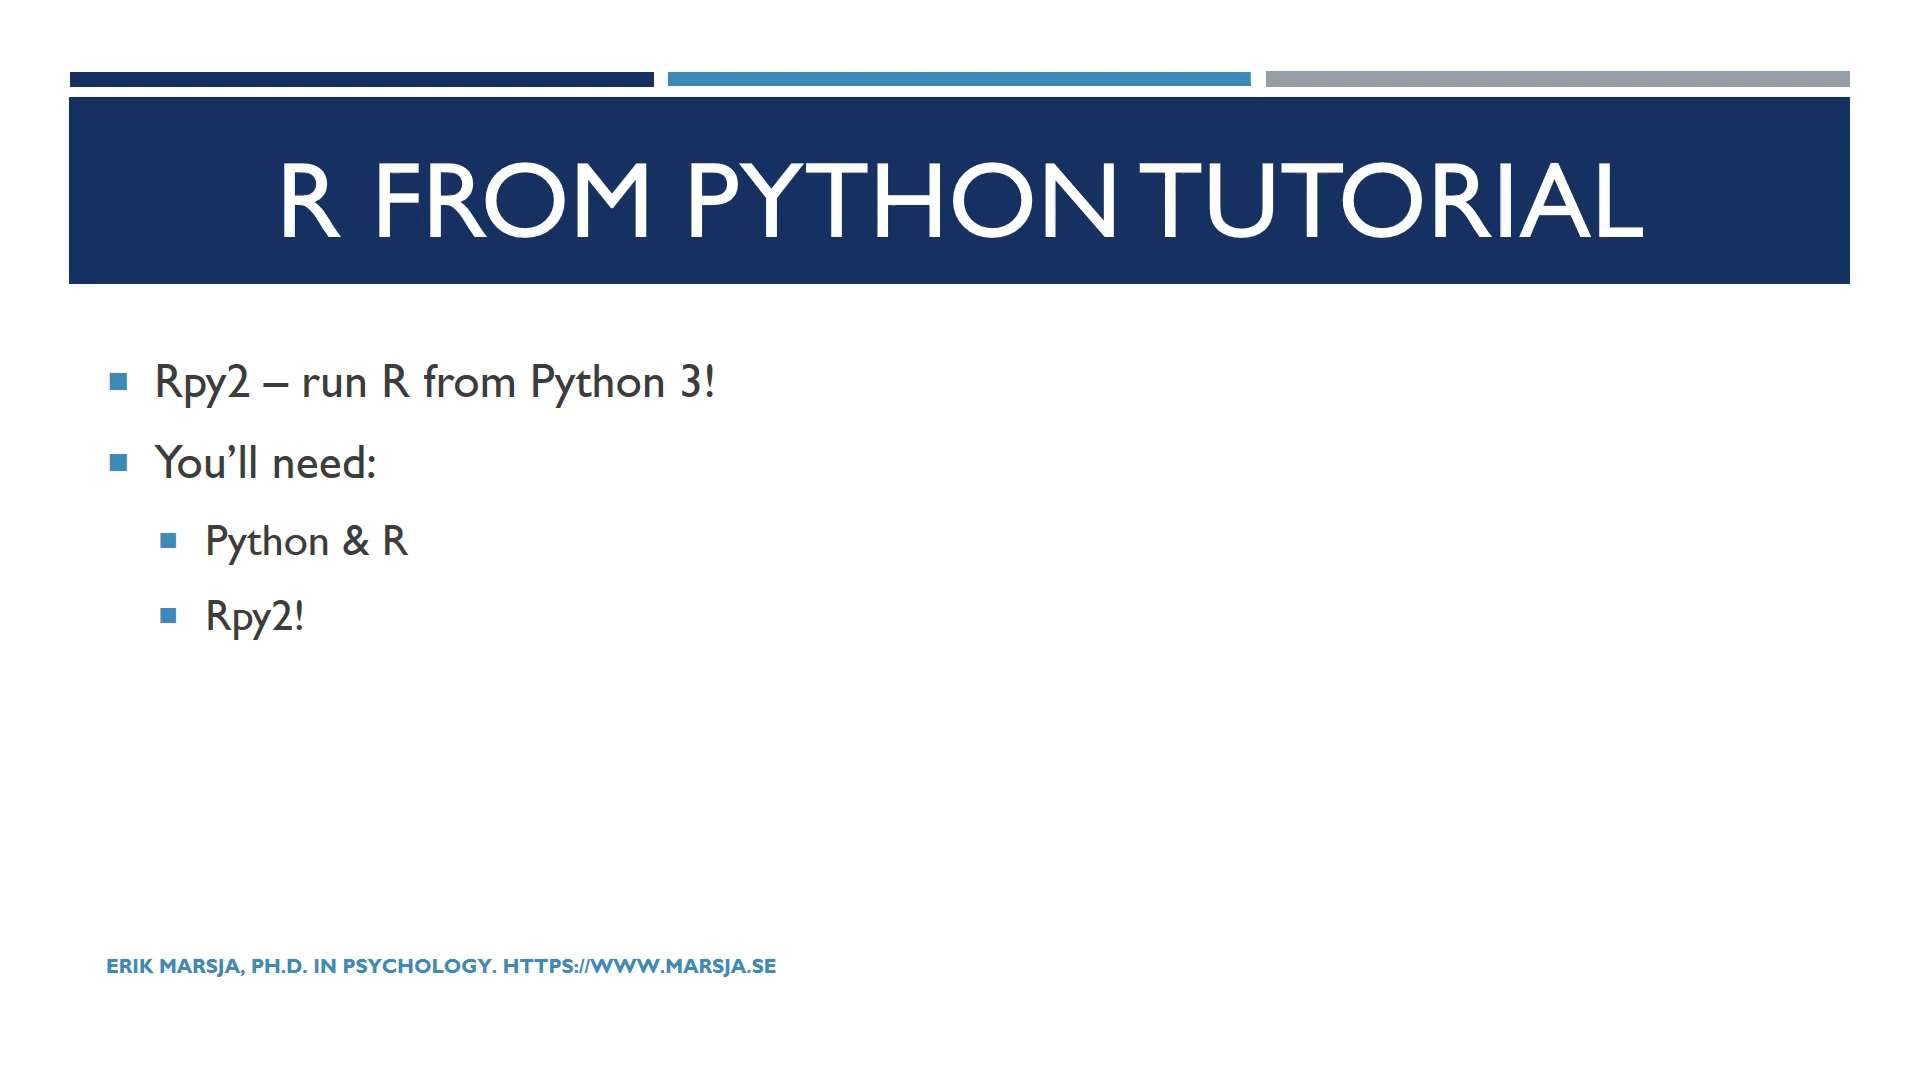 R FROM PYTHON TUTORIAL
Rpy2 – run R from Python 3!
You’ll need:
Python & R
Rpy2!
ERIK MARSJA, PH.D. IN PSYCHOLOGY. HTTPS://WWW.MARSJA.SE